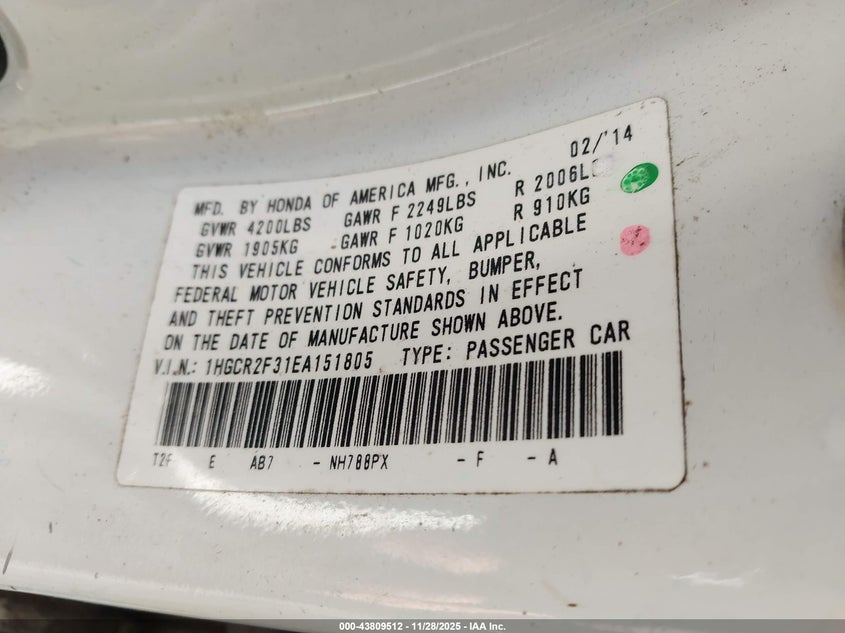 02/'14
MFD. BY HONDA OF AMERICA MFG., INC.
GVWR 4200LBS GAWR F 2249LBS R 2006L
GVWR 1905KG GAWR F 1020KG R 910KG
THIS VEHICLE CONFORMS TO ALL APPLICABLE
FEDERAL MOTOR VEHICLE SAFETY, BUMPER,
AND THEFT PREVENTION STANDARDS IN EFFECT
ON THE DATE OF MANUFACTURE SHOWN ABOVE.
V.I.N.: 1HGCR2F31EA151805 TYPE: PASSENGER CAR
T2F E AB7 - NH788PX - F - A
000-43809512 - 11/28/2025 - IAA Inc.